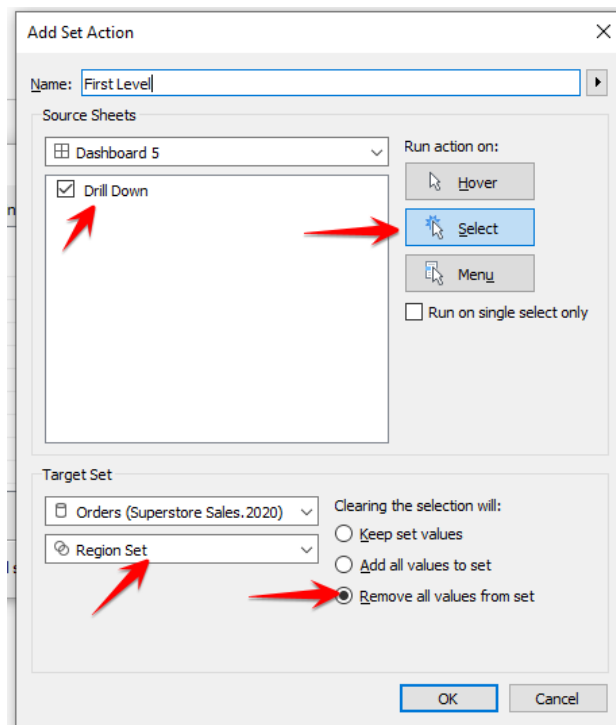 Add Set Action
Name: First Level
Source Sheets
Dashboard 5
Drill Down
Run action on:
Hover
Select
Menu
Run on single select only
Target Set
Orders (Superstore Sales.2020)
Region Set
Clearing the selection will:
Keep set values
Add all values to set
Remove all values from set
OK
Cancel